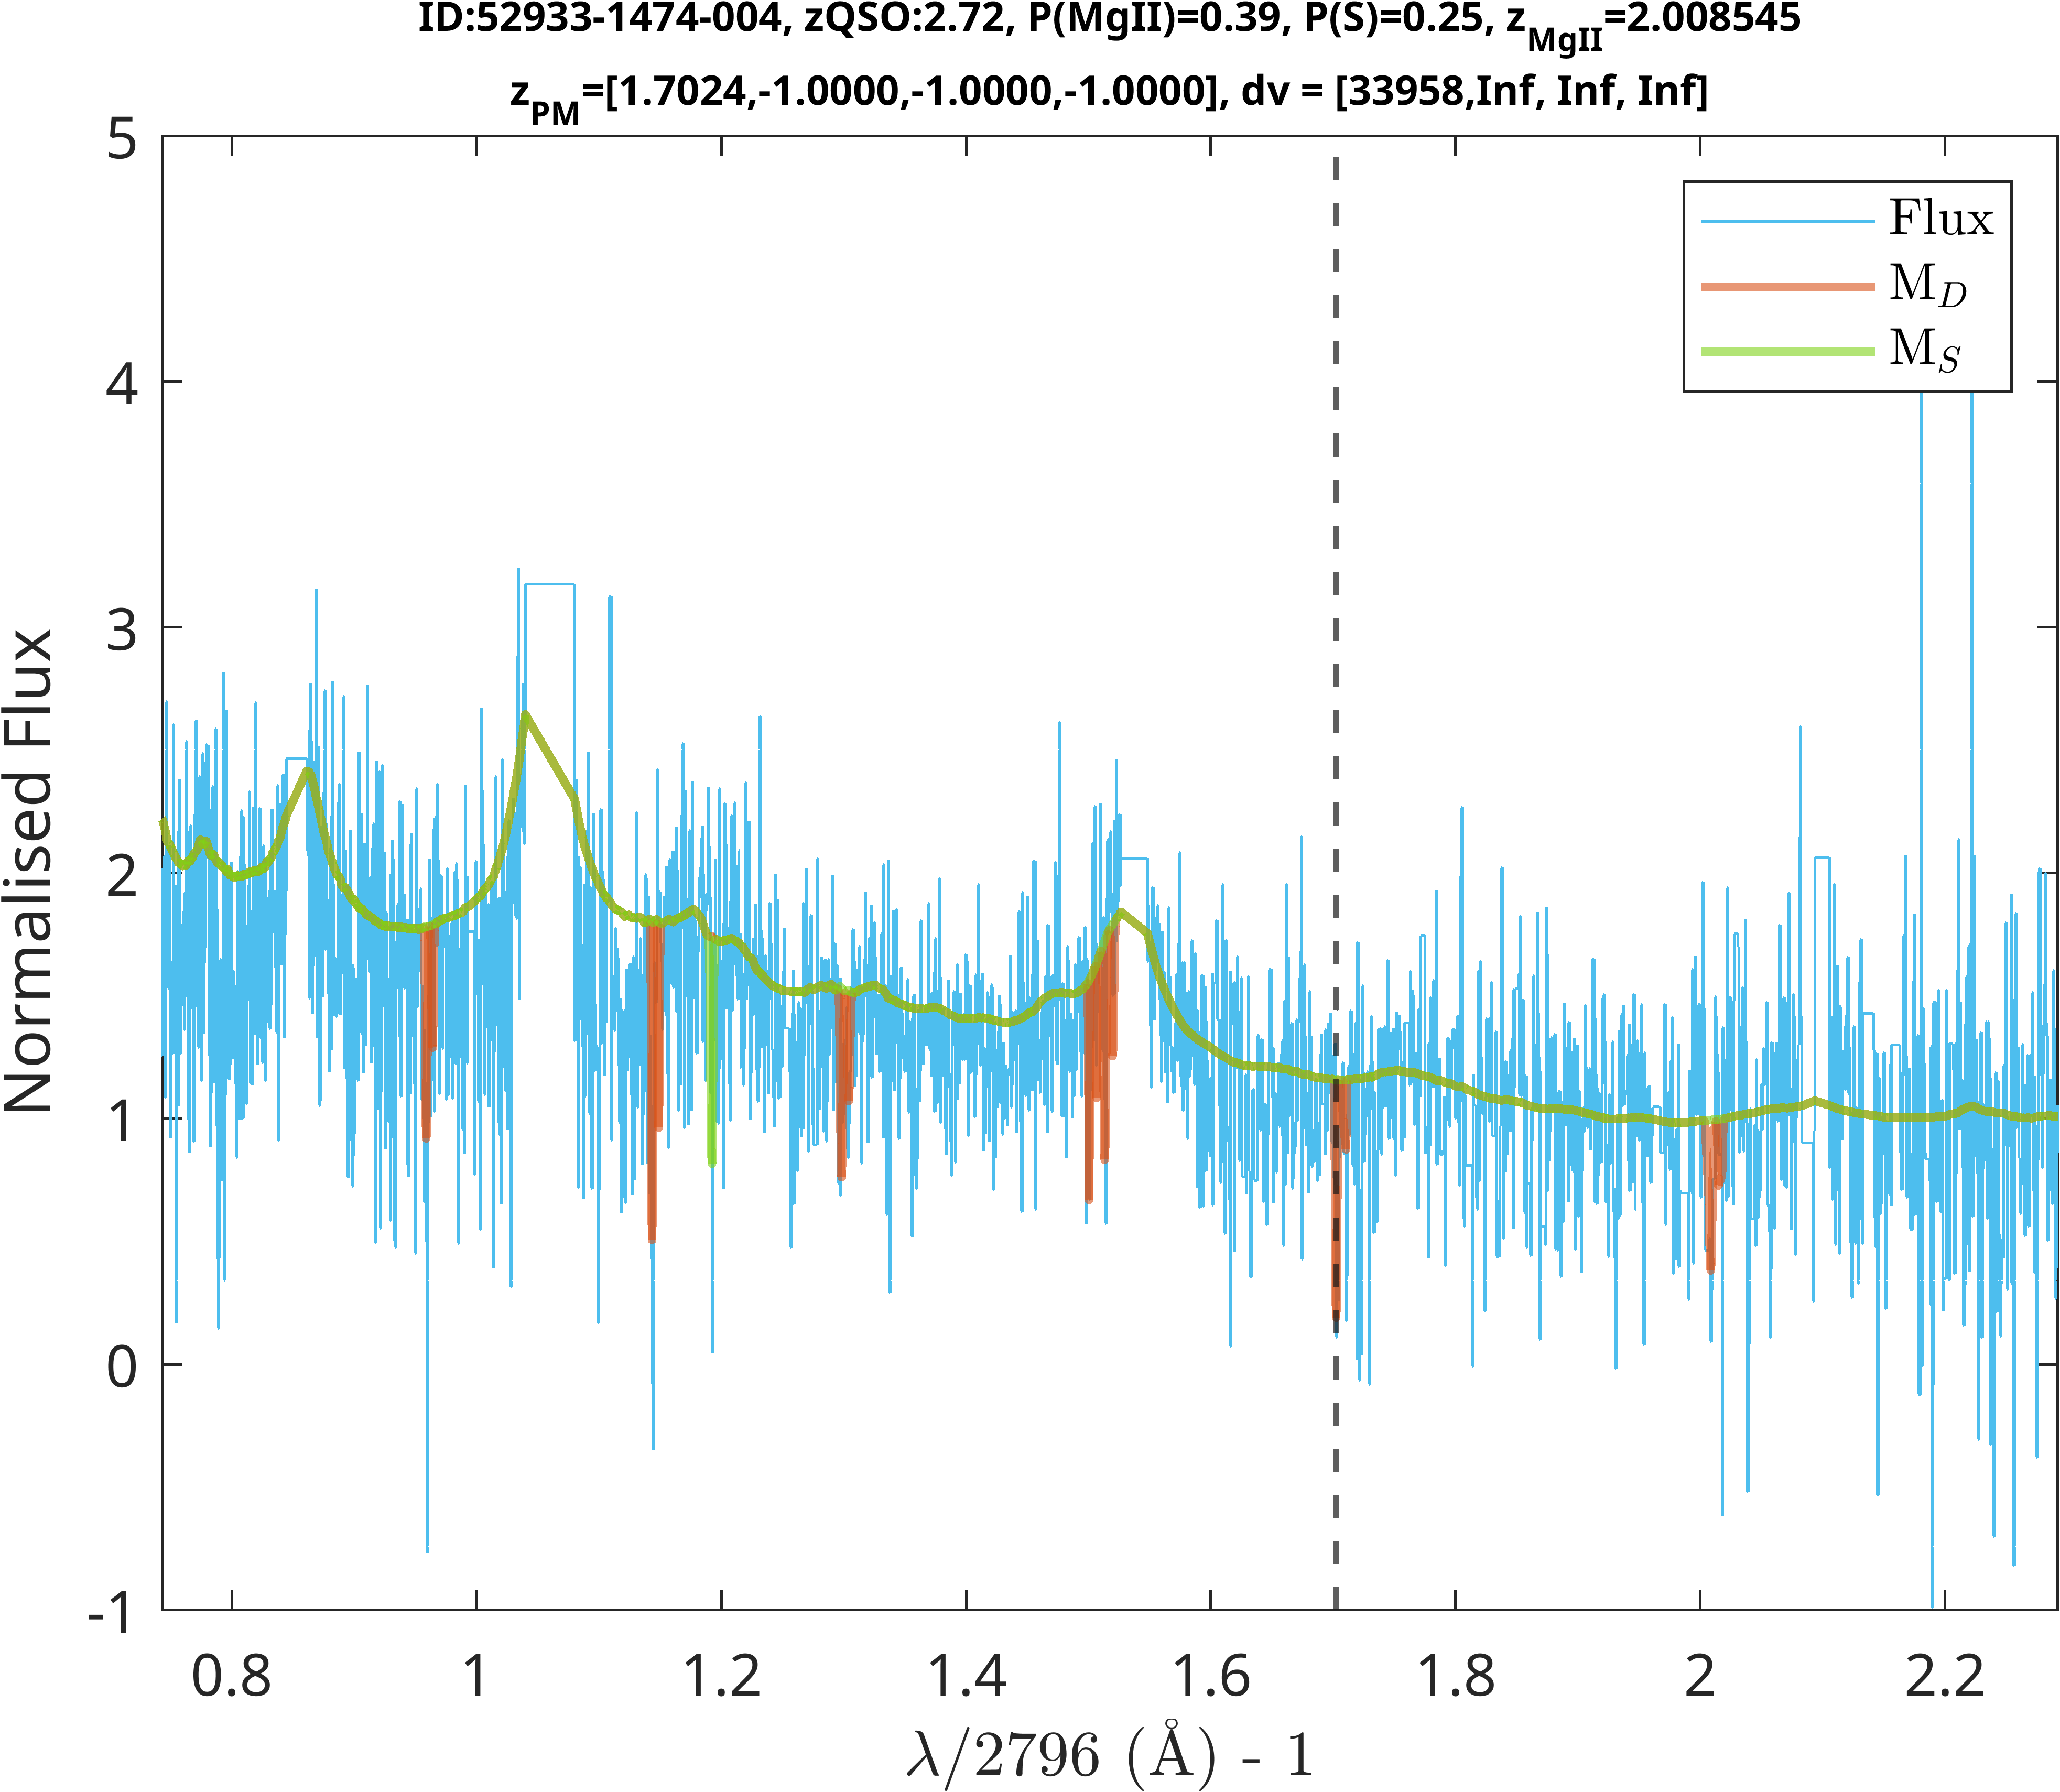 ID:52933-1474-004, zQSO:2.72, P(MgII)=0.39, P(S)=0.25, zMgII=2.008545
zPM=[1.7024,-1.0000,-1.0000,-1.0000], dv = [33958,Inf, Inf, Inf]
5
4
3
2
1
0
-1
Normalised Flux
Flux
MD
MS
0.8 1 1.2 1.4 1.6 1.8 2 2.2
λ/2796 (Å) - 1